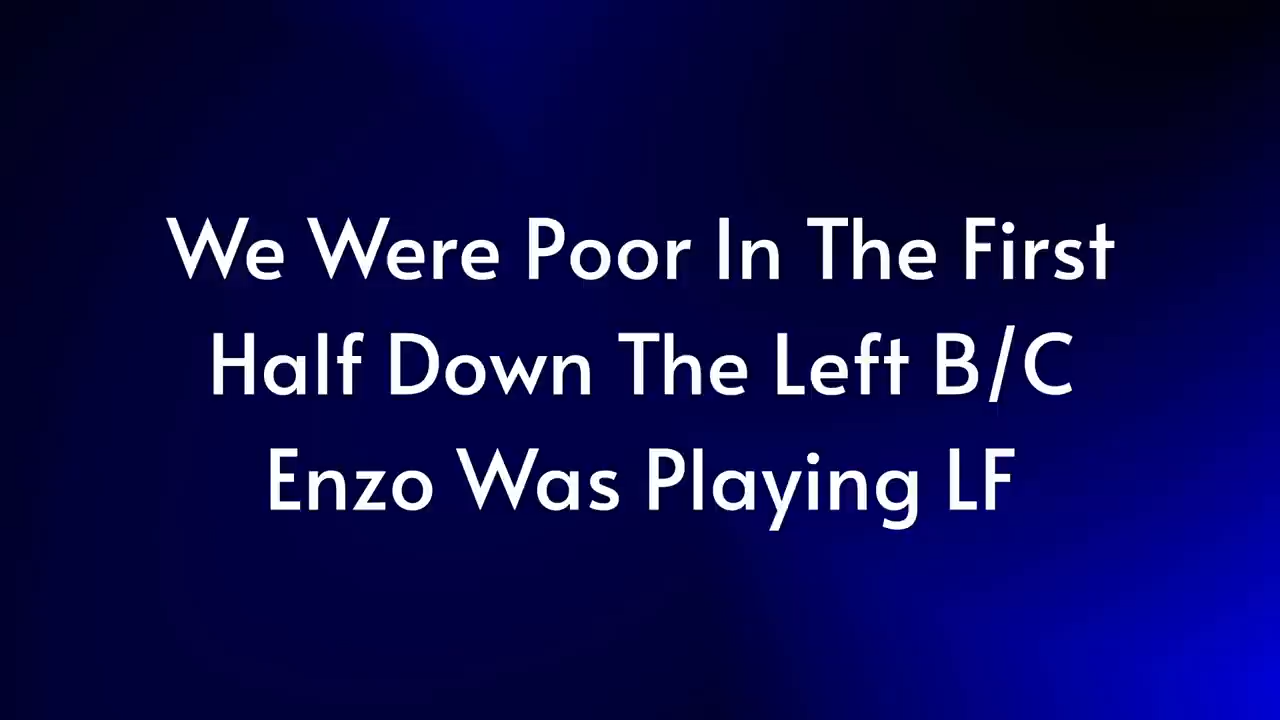 We Were Poor In The First
Half Down The Left B/C
Enzo Was Playing LF